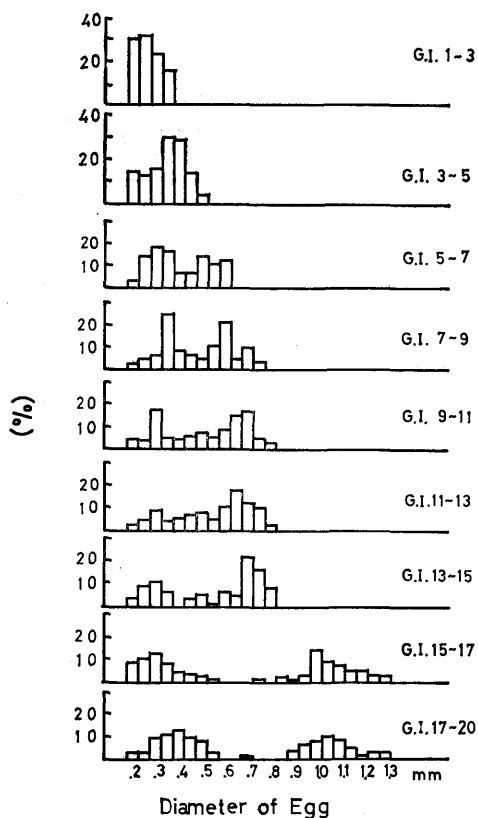 40
20
G.I. 1~3
40
20
G.I. 3~5
20
10
G.I. 5~7
20
10
G.I. 7~9
(%)
20
10
G.I. 9~11
20
10
G.I.11~13
20
10
G.I.13~15
20
10
G.I.15~17
20
10
G.I.17~20
.2 .3 .4 .5 .6 .7 .8 .9 1.0 1.1 1.2 1.3 mm
Diameter of Egg